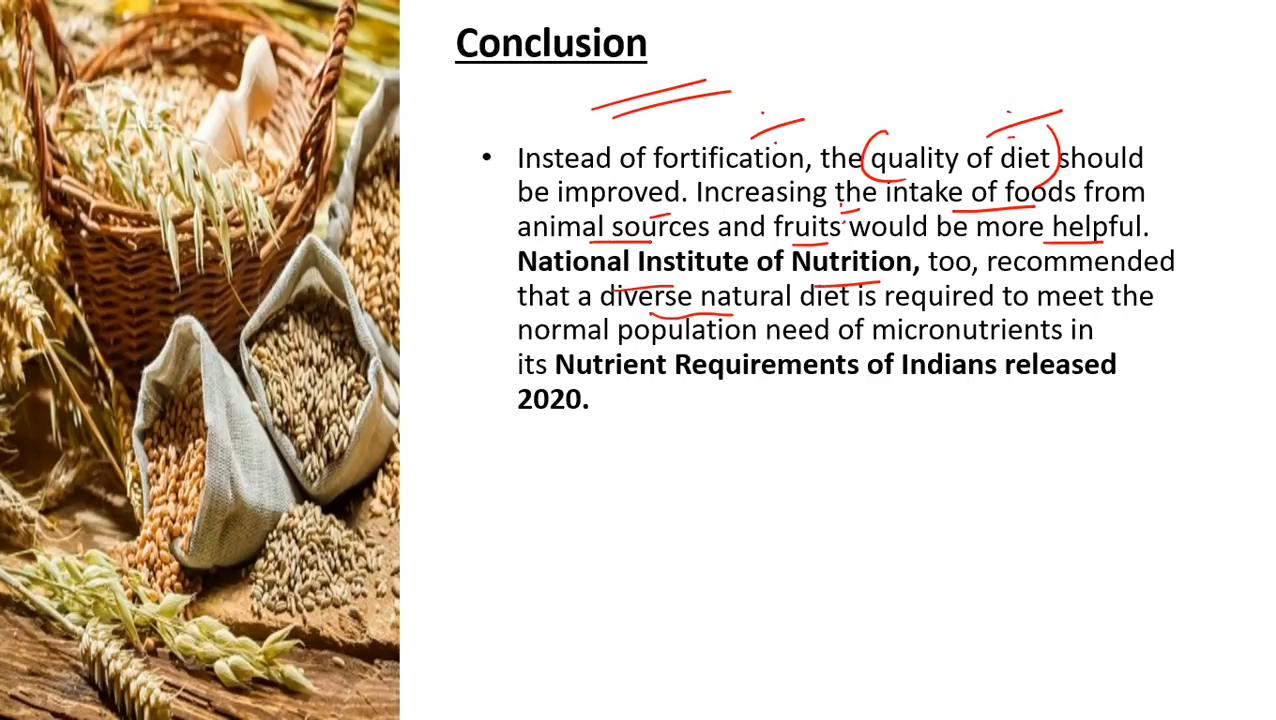 Conclusion
• Instead of fortification, the quality of diet should
be improved. Increasing the intake of foods from
animal sources and fruits would be more helpful.
National Institute of Nutrition, too, recommended
that a diverse natural diet is required to meet the
normal population need of micronutrients in
its Nutrient Requirements of Indians released
2020.